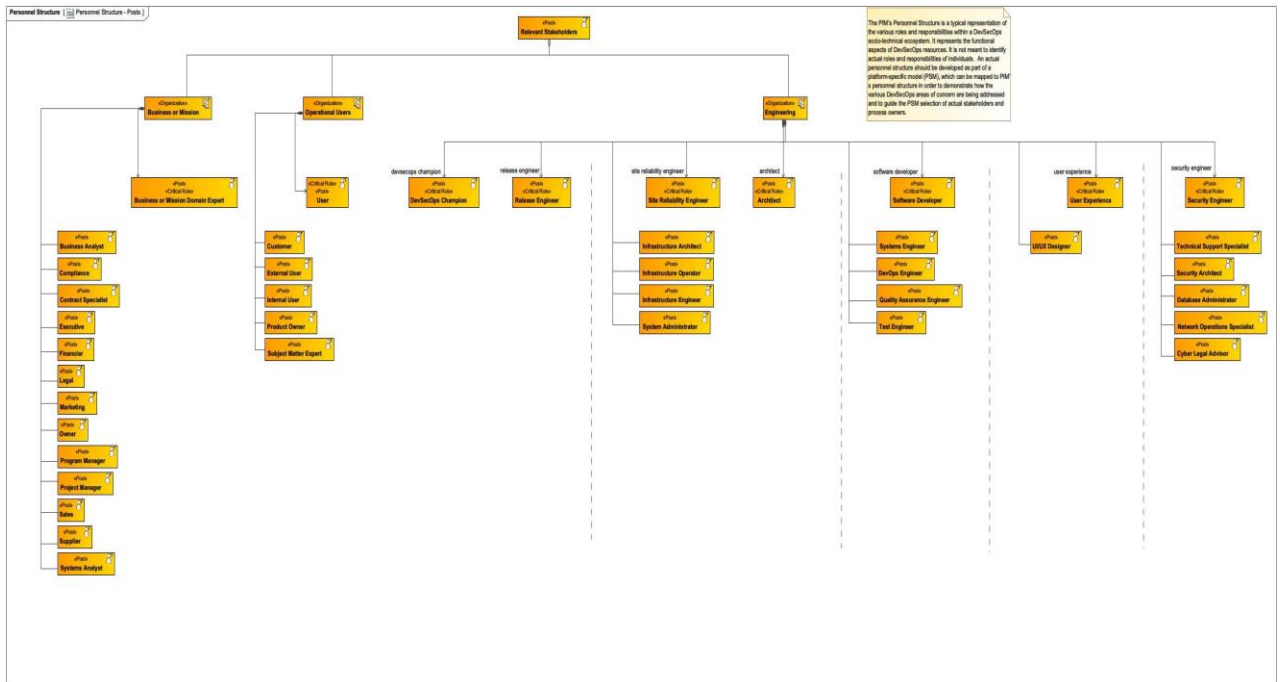 Personnel Structure [ Personnel Structure - Posts ]
«Post»
Relevant Stakeholders
The PIM's Personnel Structure is a typical representation of
the various roles and responsibilities within a DevSecOps
socio-technical ecosystem. It represents the functional
aspects of DevSecOps resources. It is not meant to identify
actual roles and responsibilities of individuals. An actual
personnel structure should be developed as part of a
platform-specific model (PSM), which can be mapped to PIM'
s personnel structure in order to demonstrate how the
various DevSecOps areas of concern are being addressed
and to guide the PSM selection of actual stakeholders and
process owners.
«Organization»
Business or Mission
«Organization»
Operational Users
«Organization»
Engineering
devsecops champion
release engineer
site reliability engineer
architect
software developer
user experience
security engineer
«Post»
«Critical Role»
Business or Mission Domain Expert
«Critical Role»
«Post»
User
«Post»
«Critical Role»
DevSecOps Champion
«Post»
«Critical Role»
Release Engineer
«Post»
«Critical Role»
Site Reliability Engineer
«Post»
«Critical Role»
Architect
«Post»
«Critical Role»
Software Developer
«Post»
«Critical Role»
User Experience
«Post»
«Critical Role»
Security Engineer
«Post»
Business Analyst
«Post»
Compliance
«Post»
Contract Specialist
«Post»
Executive
«Post»
Financier
«Post»
Legal
«Post»
Marketing
«Post»
Owner
«Post»
Program Manager
«Post»
Project Manager
«Post»
Sales
«Post»
Supplier
«Post»
Systems Analyst
«Post»
Customer
«Post»
External User
«Post»
Internal User
«Post»
Product Owner
«Post»
Subject Matter Expert
«Post»
Infrastructure Architect
«Post»
Infrastructure Operator
«Post»
Infrastructure Engineer
«Post»
System Administrator
«Post»
Systems Engineer
«Post»
DevOps Engineer
«Post»
Quality Assurance Engineer
«Post»
Test Engineer
«Post»
UI/UX Designer
«Post»
Technical Support Specialist
«Post»
Security Architect
«Post»
Database Administrator
«Post»
Network Operations Specialist
«Post»
Cyber Legal Advisor